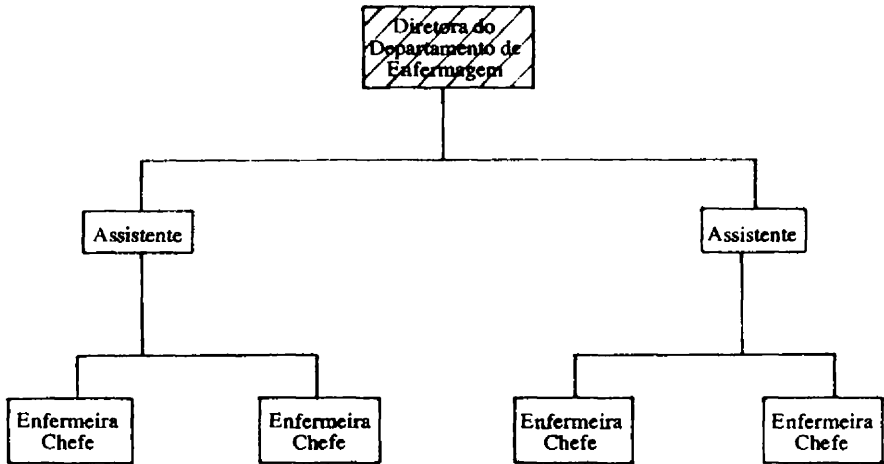 Diretora do
Departamento de
Enfermagem
Assistente
Assistente
Enfermeira
Chefe
Enfermeira
Chefe
Enfermeira
Chefe
Enfermeira
Chefe